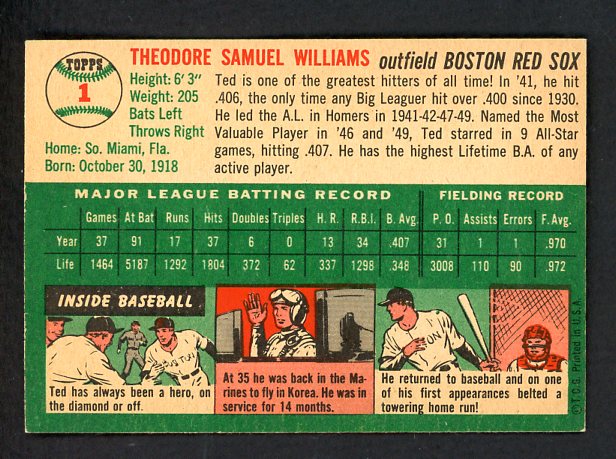 TOPPS
1
THEODORE SAMUEL WILLIAMS outfield BOSTON RED SOX
Height: 6' 3"
Weight: 205
Bats Left
Throws Right
Home: So. Miami, Fla.
Born: October 30, 1918
Ted is one of the greatest hitters of all time! In '41, he hit
.406, the only time any Big Leaguer hit over .400 since 1930.
He led the A.L. in Homers in 1941-42-47-49. Named the Most
Valuable Player in '46 and '49, Ted starred in 9 All-Star
games, hitting .407. He has the highest Lifetime B.A. of any
active player.
MAJOR LEAGUE BATTING RECORD FIELDING RECORD
Games At Bat Runs Hits Doubles Triples H. R. R.B.I. B. Avg. P. O. Assists Errors F. Avg.
Year 37 91 17 37 6 0 13 34 .407 31 1 1 .970
Life 1464 5187 1292 1804 372 62 337 1298 .348 3008 110 90 .972
INSIDE BASEBALL
BOSTON
Ted has always been a hero, on
the diamond or off.
At 35 he was back in the Ma-
rines to fly in Korea. He was in
service for 14 months.
TON
He returned to baseball and on one
of his first appearances belted a
towering home run!
© T.C.G. Printed in U.S.A.